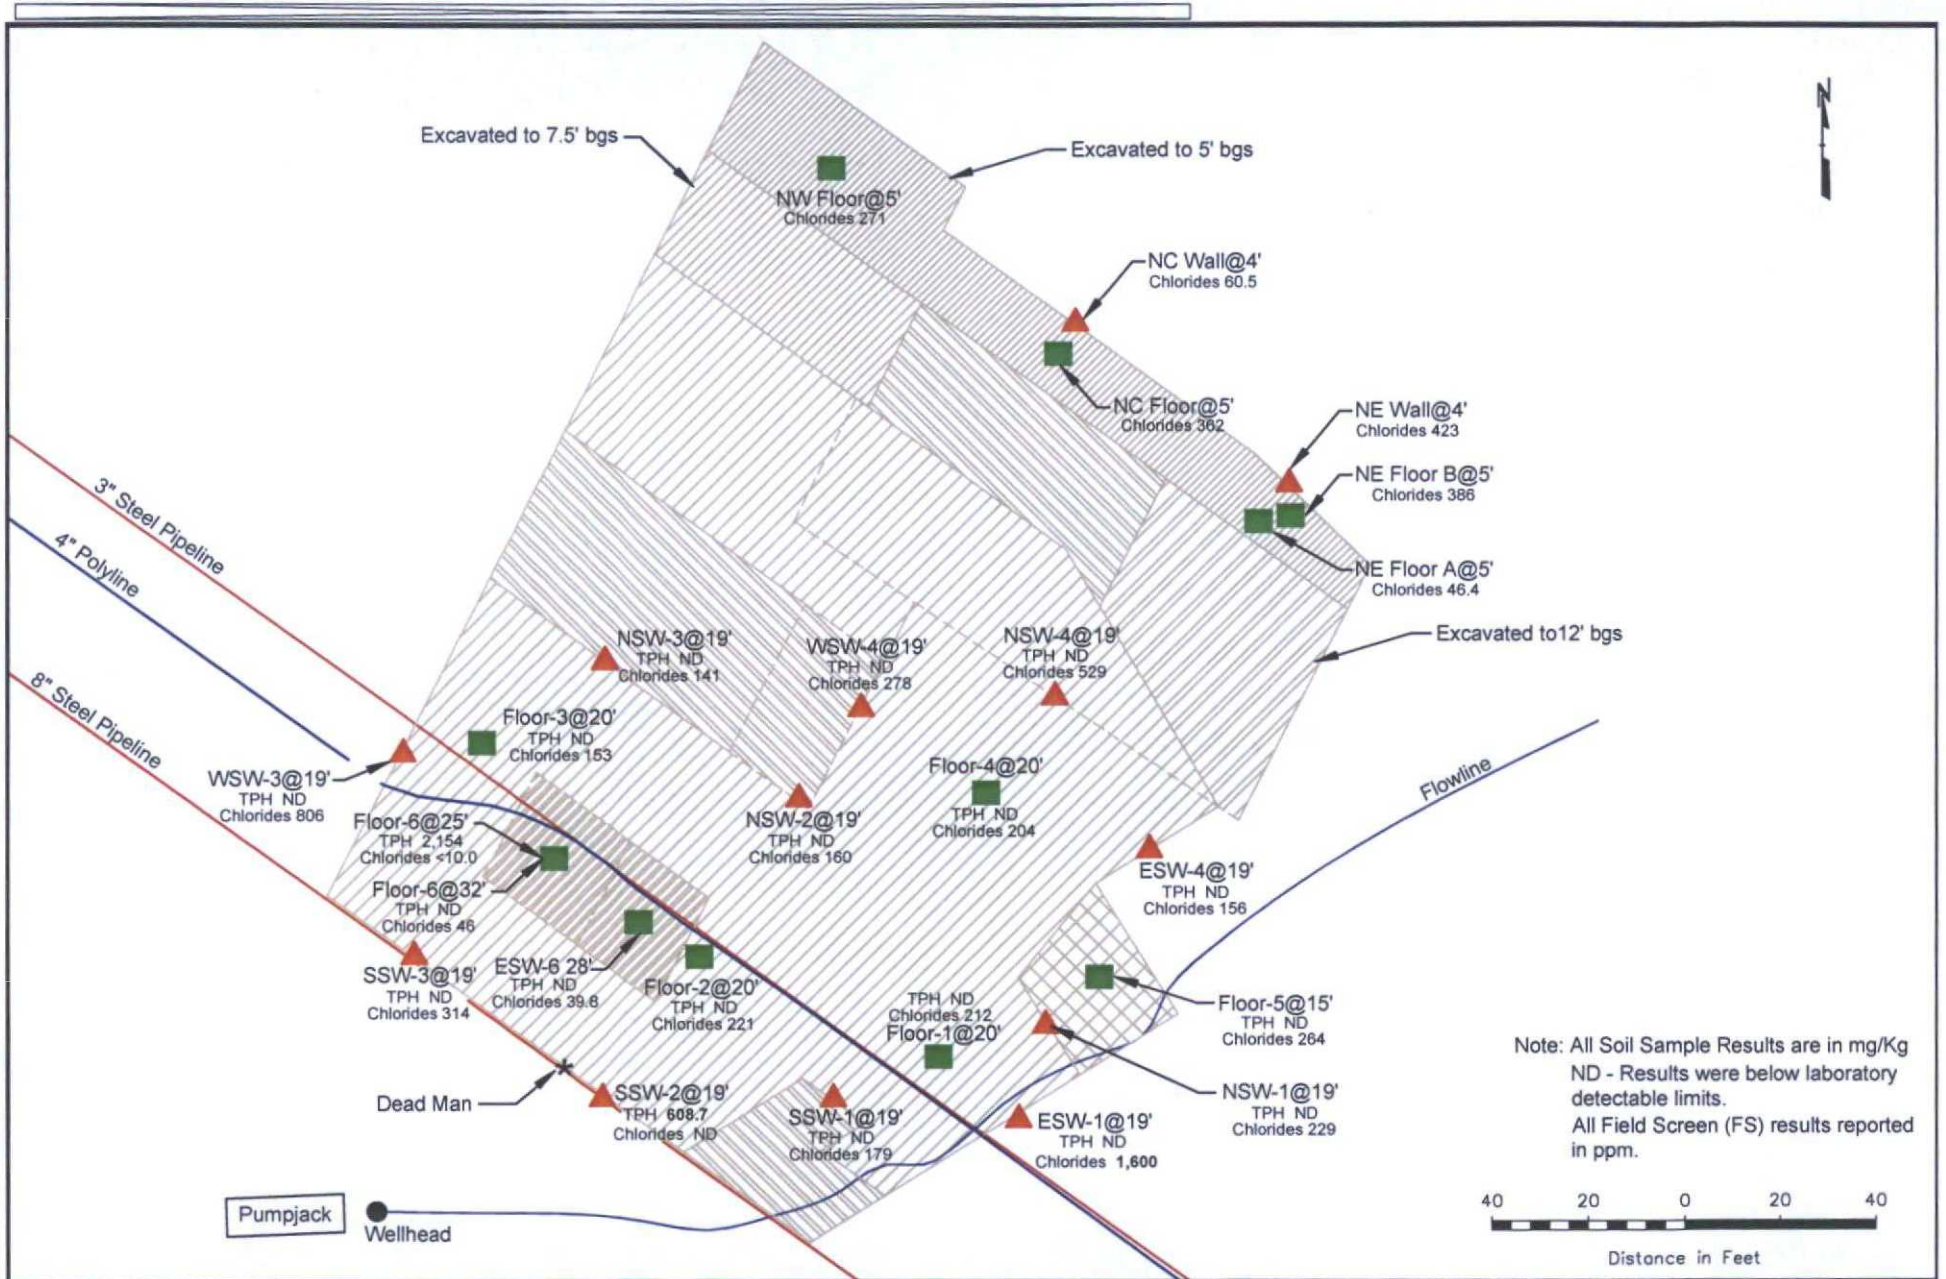 Excavated to 7.5' bgs
Excavated to 5' bgs
N
NW Floor@5'
Chlorides 271
NC Wall@4'
Chlorides 60.5
NC Floor@5'
Chlorides 362
NE Wall@4'
Chlorides 423
NE Floor B@5'
Chlorides 386
NE Floor A@5'
Chlorides 46.4
Excavated to12' bgs
3" Steel Pipeline
4" Polyline
8" Steel Pipeline
NSW-3@19'
TPH ND
Chlorides 141
WSW-4@19'
TPH ND
Chlorides 278
NSW-4@19'
TPH ND
Chlorides 529
Floor-3@20'
TPH ND
Chlorides 153
WSW-3@19'
TPH ND
Chlorides 806
Floor-4@20'
TPH ND
Chlorides 204
Flowline
Floor-6@25'
TPH 2,154
Chlorides <10.0
NSW-2@19'
TPH ND
Chlorides 160
Floor-6@32'
TPH ND
Chlorides 46
ESW-4@19'
TPH ND
Chlorides 156
SSW-3@19'
TPH ND
Chlorides 314
ESW-6 28'
TPH ND
Chlorides 39.8
Floor-2@20'
TPH ND
Chlorides 221
TPH ND
Chlorides 212
Floor-1@20'
Floor-5@15'
TPH ND
Chlorides 264
Dead Man
SSW-2@19'
TPH 608.7
Chlorides ND
SSW-1@19'
TPH ND
Chlorides 179
ESW-1@19'
TPH ND
Chlorides 1,600
NSW-1@19'
TPH ND
Chlorides 229
Note: All Soil Sample Results are in mg/Kg
ND - Results were below laboratory
detectable limits.
All Field Screen (FS) results reported
in ppm.
Pumpjack
Wellhead
40 20 0 20 40
Distance in Feet